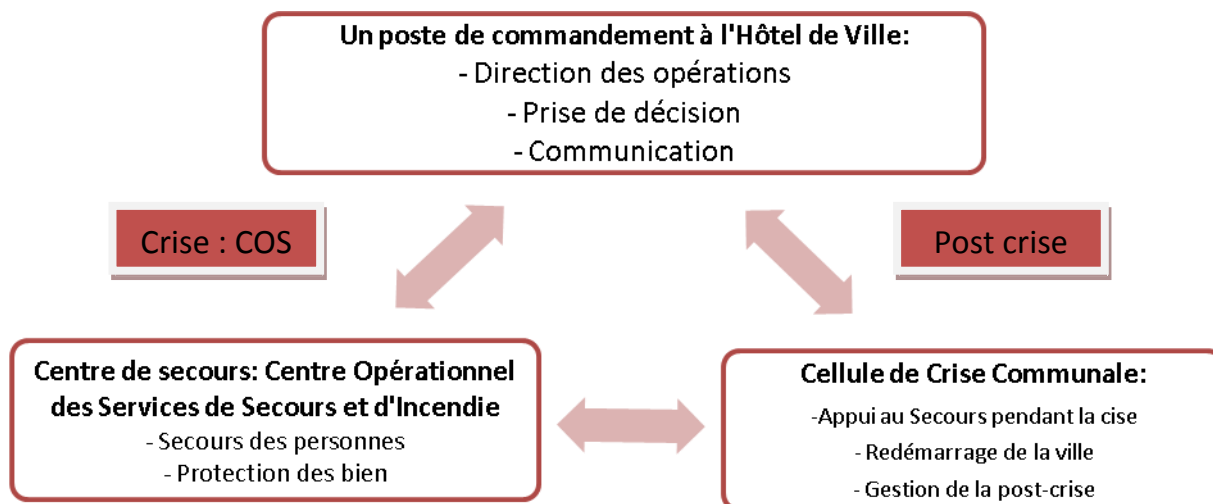 Un poste de commandement à l'Hôtel de Ville:
- Direction des opérations
- Prise de décision
- Communication
Crise : COS
Post crise
Centre de secours: Centre Opérationnel
des Services de Secours et d'Incendie
- Secours des personnes
- Protection des bien
Cellule de Crise Communale:
-Appui au Secours pendant la cise
- Redémarrage de la ville
- Gestion de la post-crise